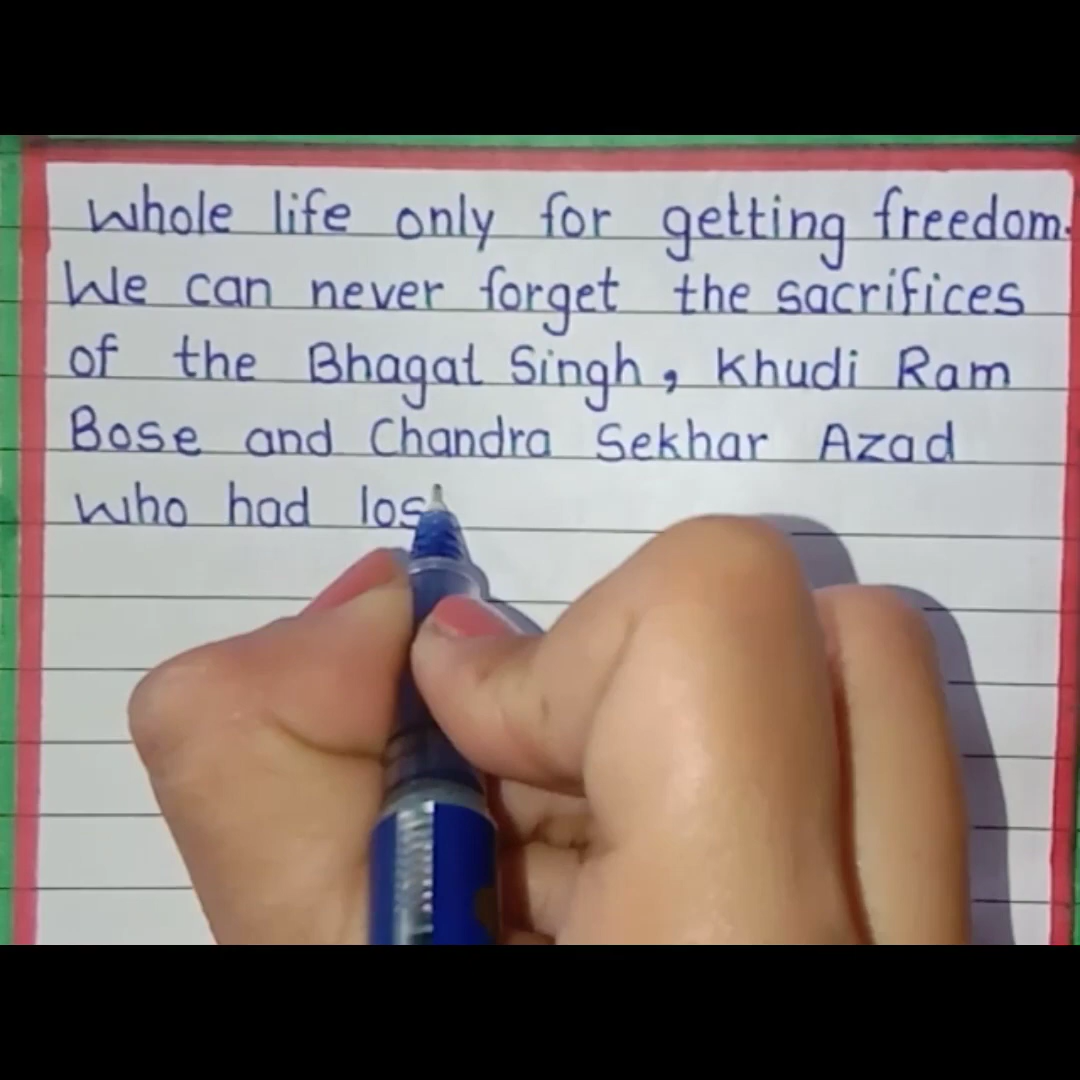 whole life only for getting freedom.
We can never forget the sacrifices
of the Bhagat Singh, Khudi Ram
Bose and Chandra Sekhar Azad
who had los